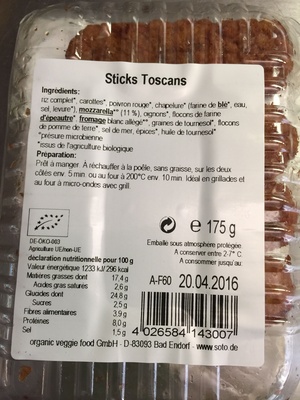 Sticks Toscans
Ingrédients:
riz complet*, carottes*, poivron rouge*, chapelure* (farine de blé*, eau,
sel, levure*), mozzarella** (11 %), oignons*, flocons de farine
d'épeautre*, fromage blanc allégé**, graines de tournesol*, flocons
de pomme de terre*, sel de mer, épices*, huile de tournesol*
*présure microbienne
*issus de l'agriculture biologique
Préparation:
Prêt à manger. À réchauffer à la poêle, sans graisse, sur les deux
côtés env. 5 min. ou au four à 200°C env. 10 min. Idéal en grillades et
au four à micro-ondes avec grill.
DE-ÖKO-003
Agriculture UE/non-UE
déclaration nutritionnelle pour 100 g
Valeur énergétique 1233 kJ/ 296 kcal
Matières grasses dont 17,4 g
Acides gras saturés 2,6 g
Glucides dont 24,8 g
Sucres 2,5 g
Fibres alimentaires 3,9 g
Protéines 8,0 g
Sel 1,5 g
e 175 g
Emballé sous atmosphère protégée
A conserver entre 2-7° C
A consommer jusqu'au
A-F60 20.04.2016
4 026584 143007
organic veggie food GmbH · D-83093 Bad Endorf · www.soto.de